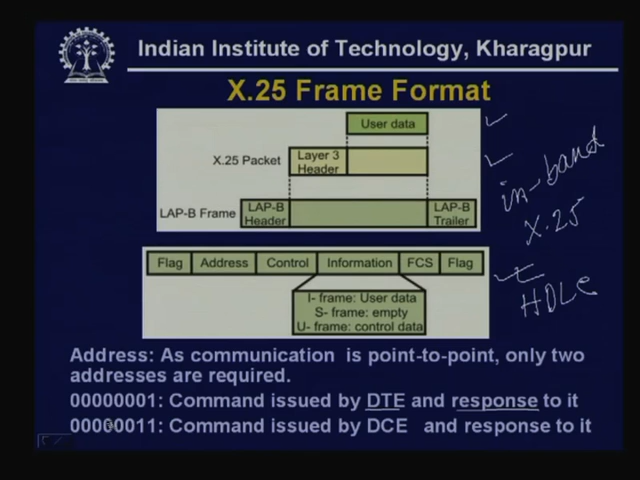 Indian Institute of Technology, Kharagpur
X.25 Frame Format
User data
X.25 Packet
Layer 3 Header
LAP-B Frame
LAP-B Header
LAP-B Trailer
in-band
X.25
Flag Address Control Information FCS Flag
I- frame: User data
S- frame: empty
U- frame: control data
HDLC
Address: As communication is point-to-point, only two
addresses are required.
00000001: Command issued by DTE and response to it
00000011: Command issued by DCE and response to it